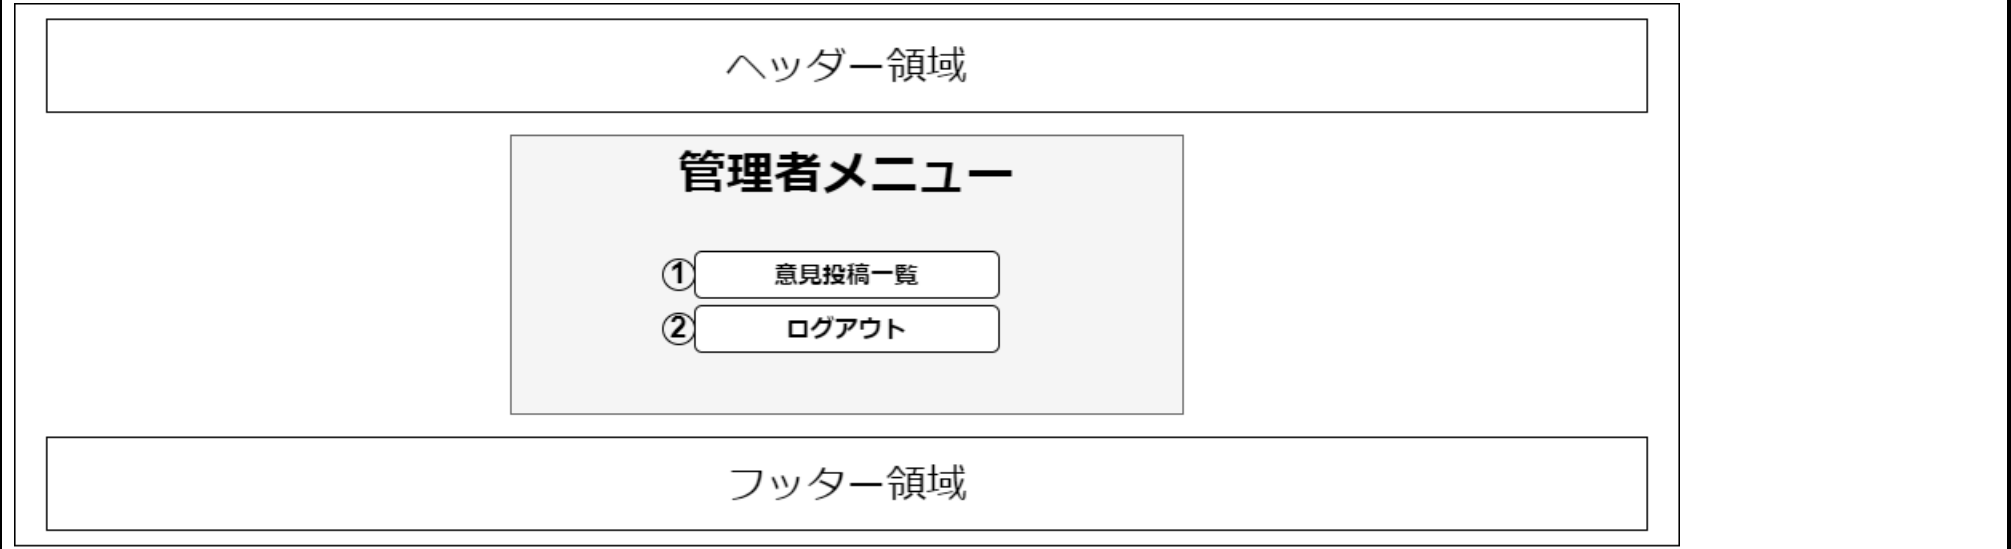 ヘッダー領域
管理者メニュー
① 意見投稿一覧
② ログアウト
フッター領域